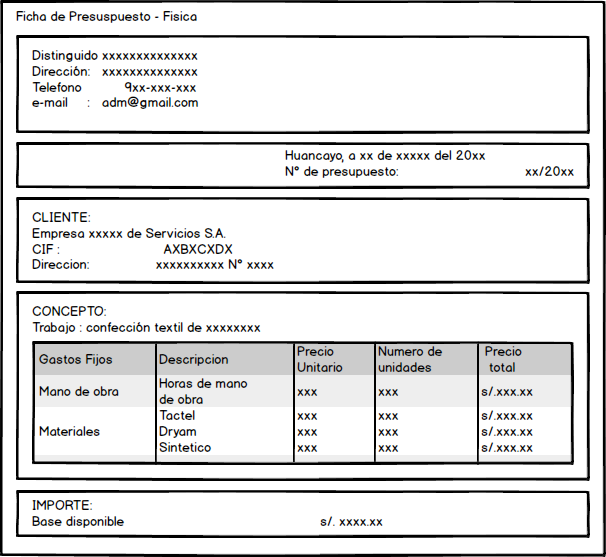 Ficha de Presuspuesto - Fisica
Distinguido xxxxxxxxxxxxxx
Dirección: xxxxxxxxxxxxxx
Telefono 9xx-xxx-xxx
e-mail : adm@gmail.com
Huancayo, a xx de xxxxx del 20xx
N° de presupuesto: xx/20xx
CLIENTE:
Empresa xxxxx de Servicios S.A.
CIF : AXBXCXDX
Direccion: xxxxxxxxxx N° xxxx
CONCEPTO:
Trabajo : confección textil de xxxxxxxx
Gastos Fijos Descripcion Precio Unitario Numero de unidades Precio total
Mano de obra Horas de mano de obra xxx xxx s/.xxx.xx
Tactel xxx xxx s/.xxx.xx
Materiales Dryam xxx xxx s/.xxx.xx
Sintetico xxx xxx s/.xxx.xx
IMPORTE:
Base disponible s/. xxxx.xx